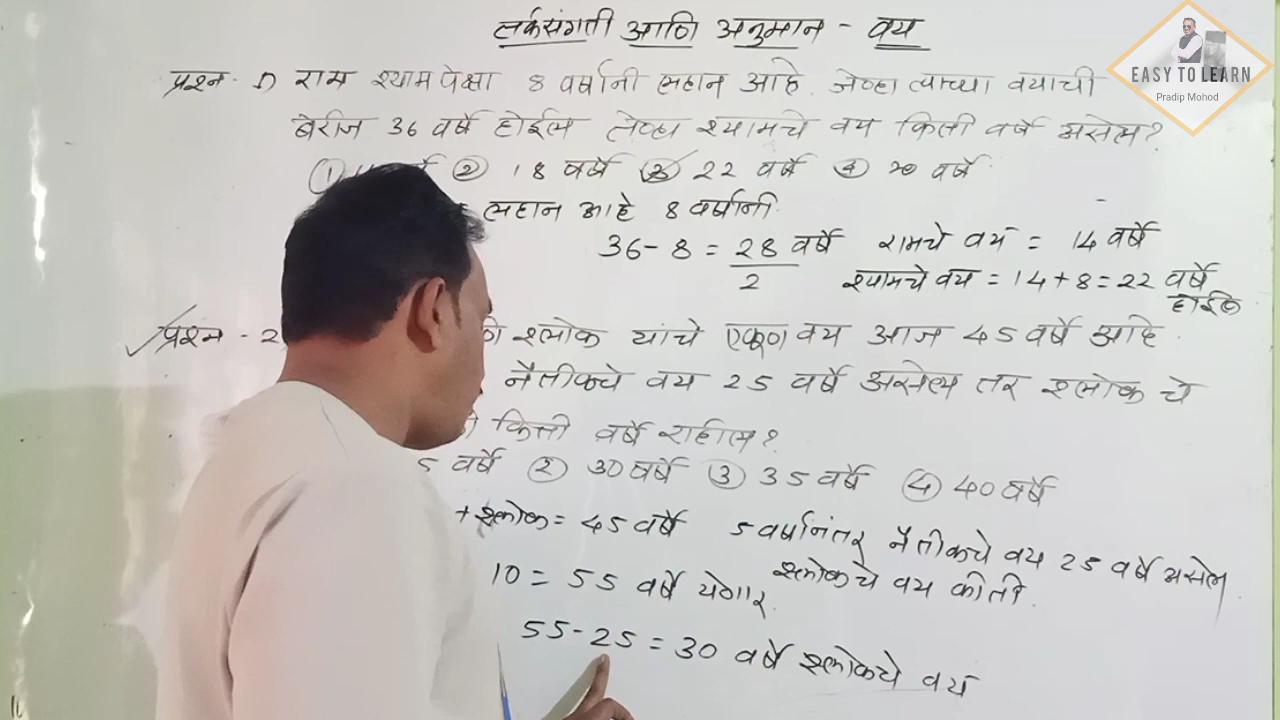 तर्कसंगती आणि अनुमान - वय
EASY TO LEARN
Pradip Mohod
प्रश्न - 1) राम श्यामपेक्षा 8 वर्षांनी लहान आहे. जेव्हा त्याच्या वयाची
बेरीज 36 वर्षे होईल तेव्हा श्यामचे वय किती वर्षे असेल?
① वर्षे ② 18 वर्षे ③ 22 वर्षे ④ 20 वर्षे
लहान आहे 8 वर्षांनी
36 - 8 = 28 वर्षे रामचे वय = 14 वर्षे
2 श्यामचे वय = 14 + 8 = 22 वर्षे
होईल
प्रश्न - 2 श्लोक यांचे एकूण वय आज 45 वर्षे आहे.
नैतीकचे वय 25 वर्षे असेल तर श्लोक चे
किती वर्षे राहील?
5 वर्षे ② 30 वर्षे ③ 35 वर्षे ④ 40 वर्षे
+ श्लोक = 45 वर्षे 5 वर्षानंतर नैतीकचे वय 25 वर्षे असेल
श्लोकचे वय कीती.
10 = 55 वर्षे येणार.
55 - 25 = 30 वर्षे श्लोकचे वय